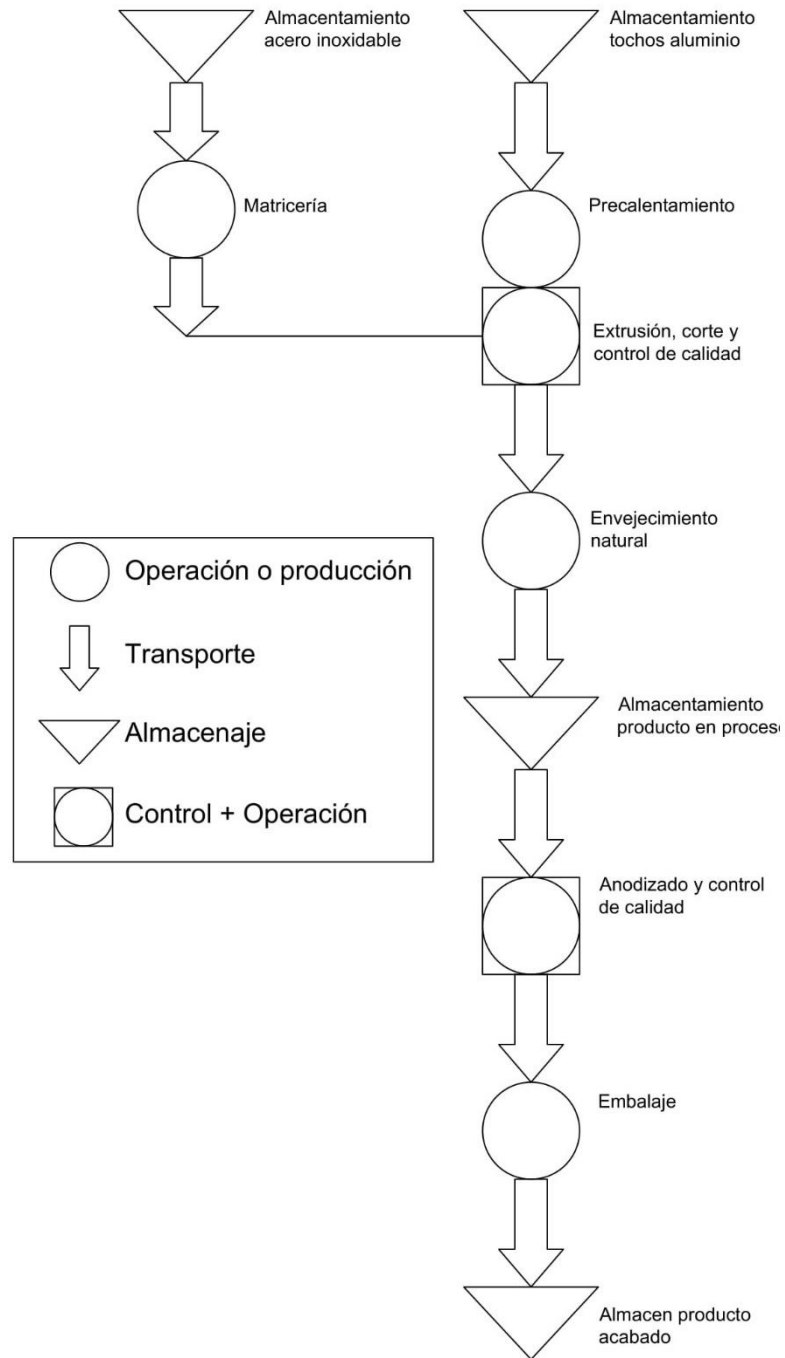 Almacentamiento
acero inoxidable
Almacentamiento
tochos aluminio
Matricería
Precalentamiento
Extrusión, corte y
control de calidad
Envejecimiento
natural
Operación o producción
Transporte
Almacenaje
Control + Operación
Almacentamiento
producto en proceso
Anodizado y control
de calidad
Embalaje
Almacen producto
acabado